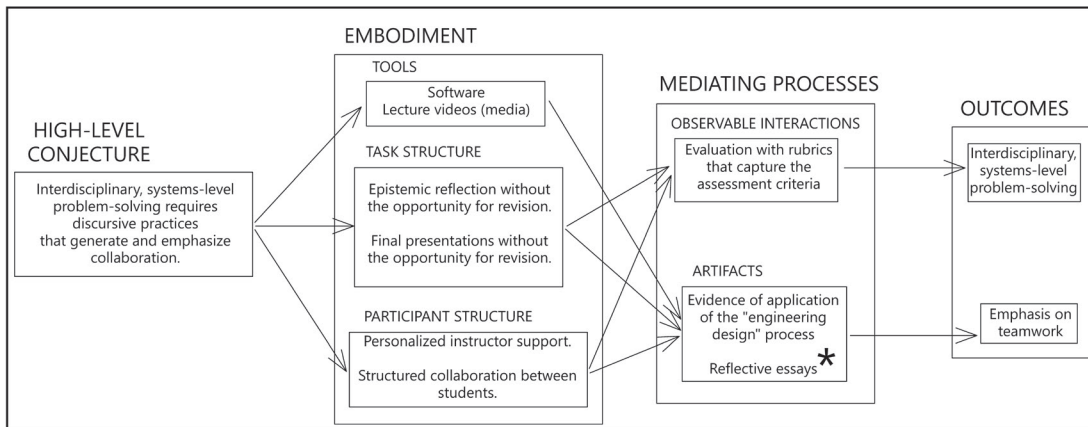 HIGH-LEVEL
CONJECTURE
Interdisciplinary, systems-level
problem-solving requires
discursive practices
that generate and emphasize
collaboration.
EMBODIMENT
TOOLS
Software
Lecture videos (media)
TASK STRUCTURE
Epistemic reflection without
the opportunity for revision.
Final presentations without
the opportunity for revision.
PARTICIPANT STRUCTURE
Personalized instructor support.
Structured collaboration between
students.
MEDIATING PROCESSES
OBSERVABLE INTERACTIONS
Evaluation with rubrics
that capture the
assessment criteria
ARTIFACTS
Evidence of application
of the "engineering
design" process
Reflective essays*
OUTCOMES
Interdisciplinary,
systems-level
problem-solving
Emphasis on
teamwork